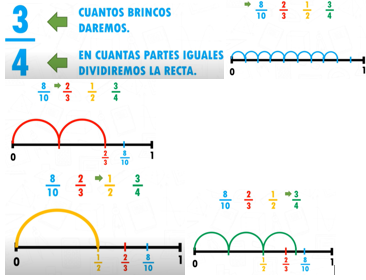 3
4
CUANTOS BRINCOS
DAREMOS.
EN CUANTAS PARTES IGUALES
DIVIDIREMOS LA RECTA.
8/10 2/3 1/2 3/4
0 1
8/10 2/3 1/2 3/4
2/3 8/10
0 1
8/10 2/3 1/2 3/4
1/2 2/3 8/10
0 1
8/10 2/3 1/2 3/4
1/2 2/3 8/10
0 1